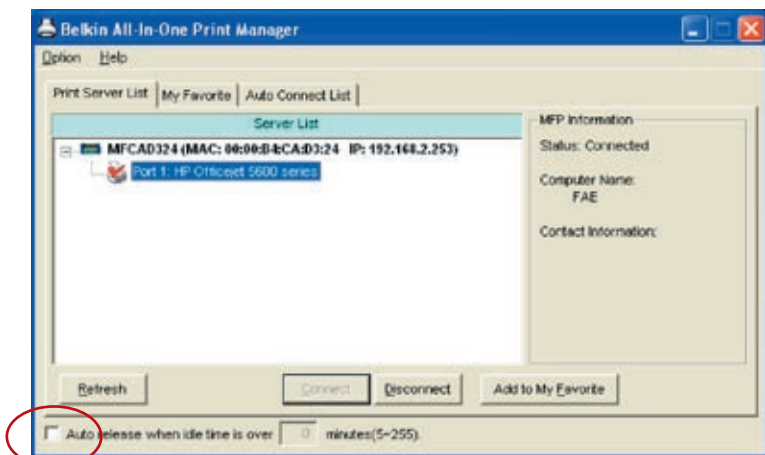 Belkin All-In-One Print Manager
Option Help
Print Server List My Favorite Auto Connect List
Server List
MFCAD324 (MAC: 00:00:B4:CA:D3:24 IP: 192.168.2.253)
Port 1: HP Officejet 5600 series
MFP Information
Status: Connected
Computer Name:
FAE
Contact Information:
Refresh Connect Disconnect Add to My Favorite
Auto release when idle time is over 0 minutes(5~255).